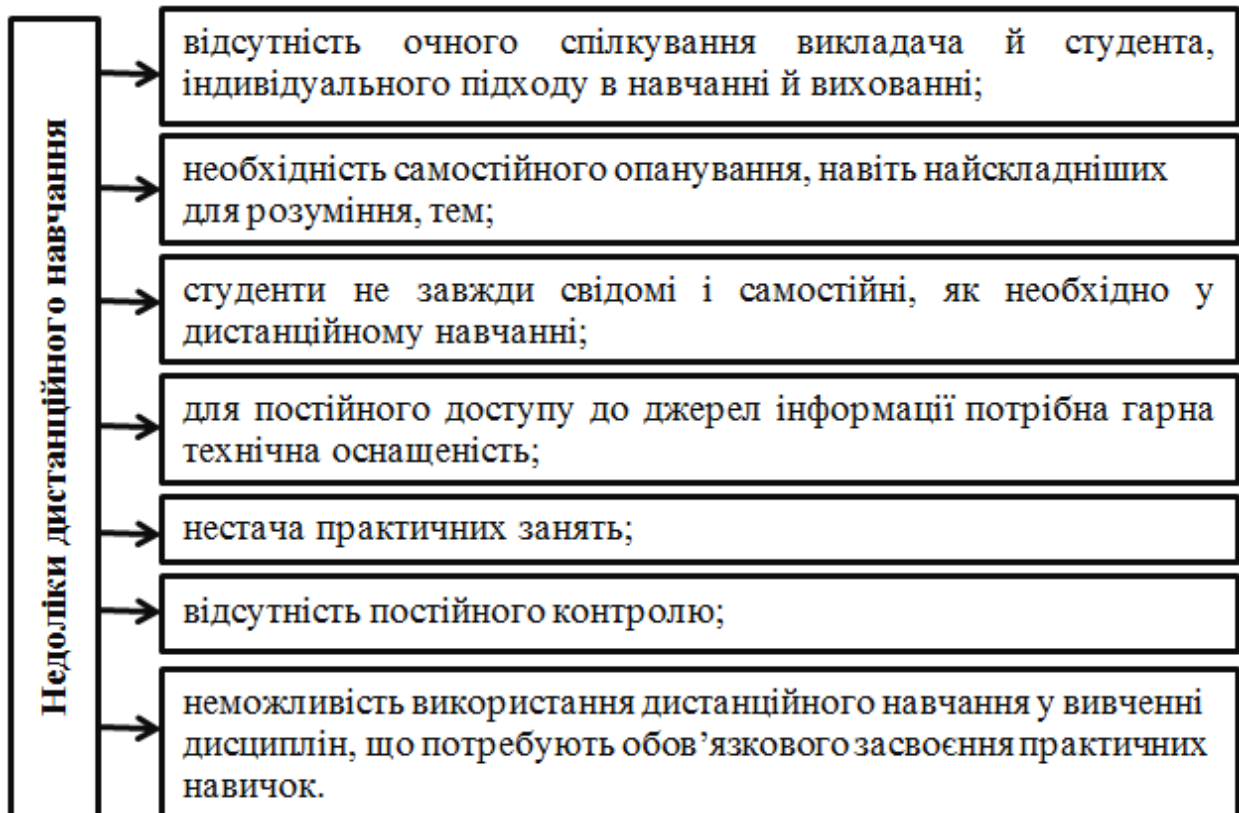 Недоліки дистанційного навчання
відсутність очного спілкування викладача й студента,
індивідуального підходу в навчанні й вихованні;
необхідність самостійного опанування, навіть найскладніших
для розуміння, тем;
студенти не завжди свідомі і самостійні, як необхідно у
дистанційному навчанні;
для постійного доступу до джерел інформації потрібна гарна
технічна оснащеність;
нестача практичних занять;
відсутність постійного контролю;
неможливість використання дистанційного навчання у вивченні
дисциплін, що потребують обов’язкового засвоєння практичних
навичок.